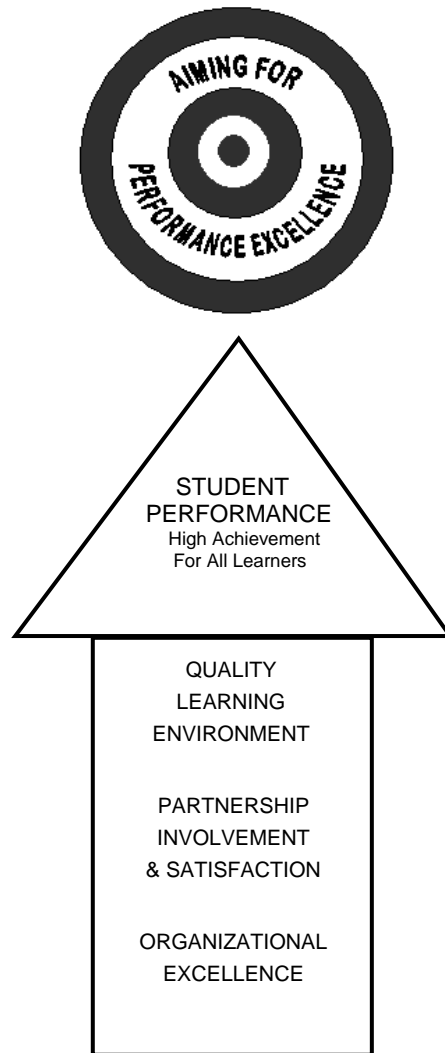 AIMING FOR
PERFORMANCE EXCELLENCE
STUDENT
PERFORMANCE
High Achievement
For All Learners
QUALITY
LEARNING
ENVIRONMENT
PARTNERSHIP
INVOLVEMENT
& SATISFACTION
ORGANIZATIONAL
EXCELLENCE